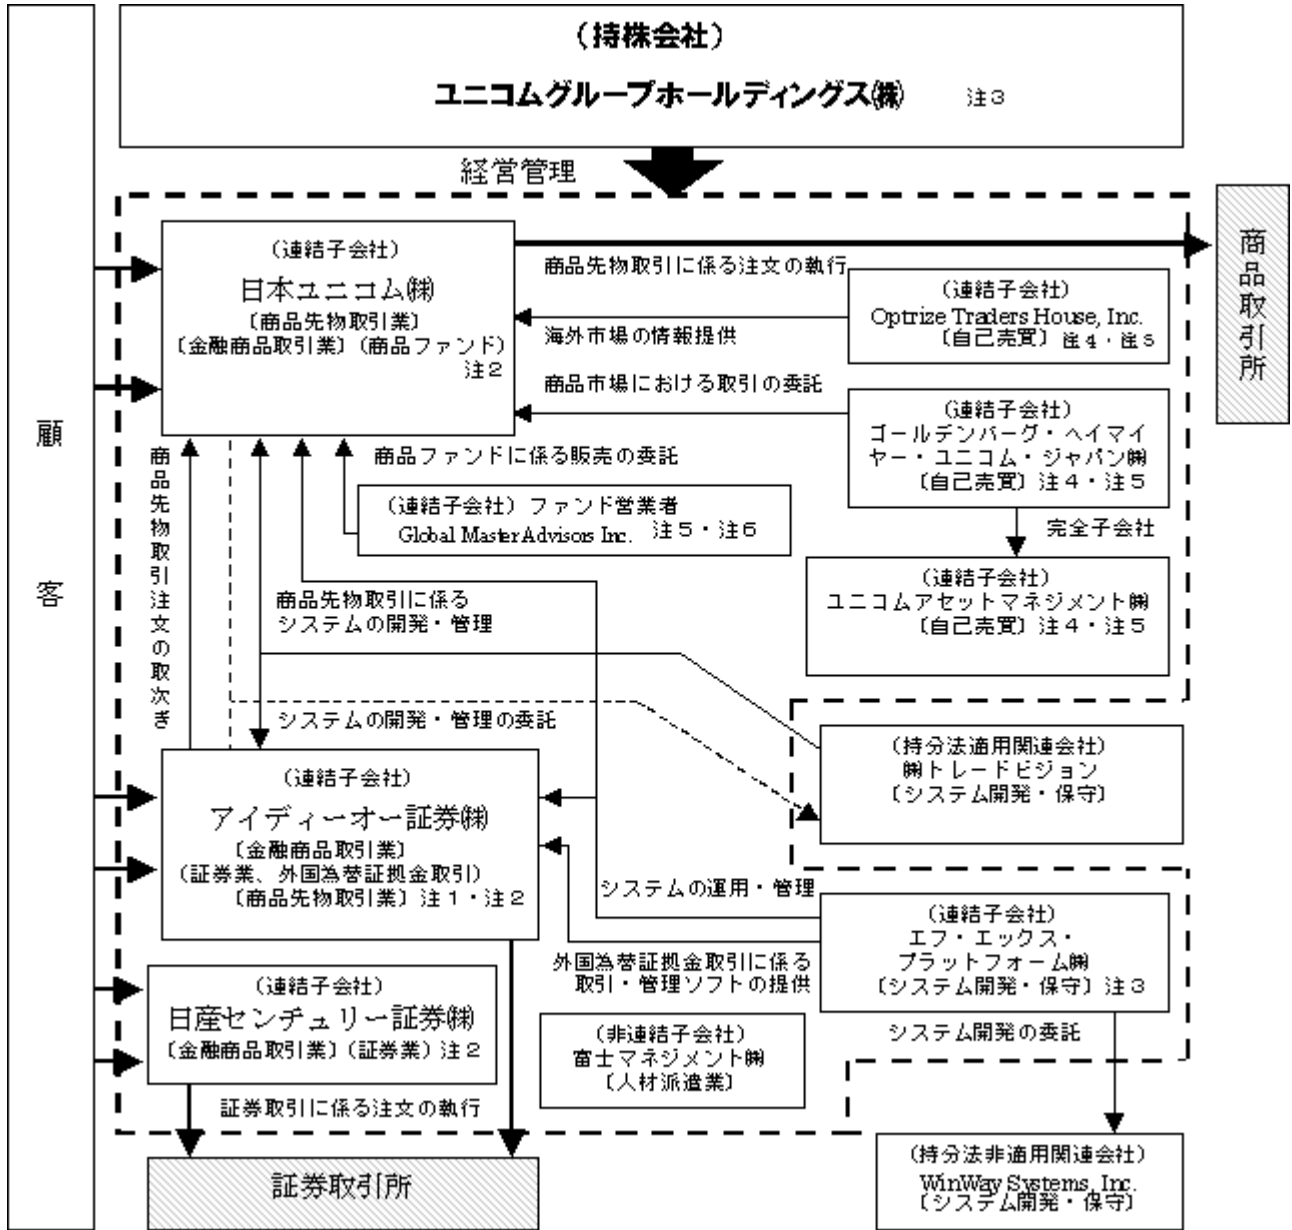 （持株会社）
ユニコムグループホールディングス㈱　注３
経営管理
顧客
商品取引所
（連結子会社）
日本ユニコム㈱
〔商品先物取引業〕
〔金融商品取引業〕（商品ファンド）
注２
商品先物取引に係る注文の執行
（連結子会社）
Optrize Traders House, Inc.
〔自己売買〕注４・注５
海外市場の情報提供
商品市場における取引の委託
（連結子会社）
ゴールデンバーグ・ヘイマイ
ヤー・ユニコム・ジャパン㈱
〔自己売買〕注４・注５
商品ファンドに係る販売の委託
（連結子会社）ファンド営業者
Global Master Advisors Inc.　注５・注６
完全子会社
（連結子会社）
ユニコムアセットマネジメント㈱
〔自己売買〕注４・注５
商品先物取引注文の取次ぎ
商品先物取引に係る
システムの開発・管理
システムの開発・管理の委託
（持分法適用関連会社）
㈱トレードビジョン
〔システム開発・保守〕
（連結子会社）
アイディーオー証券㈱
〔金融商品取引業〕
（証券業、外国為替証拠金取引）
〔商品先物取引業〕注１・注２
システムの運用・管理
（連結子会社）
エフ・エックス・
プラットフォーム㈱
〔システム開発・保守〕注３
外国為替証拠金取引に係る
取引・管理ソフトの提供
（連結子会社）
日産センチュリー証券㈱
〔金融商品取引業〕（証券業）注２
（非連結子会社）
富士マネジメント㈱
〔人材派遣業〕
システム開発の委託
証券取引に係る注文の執行
証券取引所
（持分法非適用関連会社）
WinWay Systems, Inc.
〔システム開発・保守〕